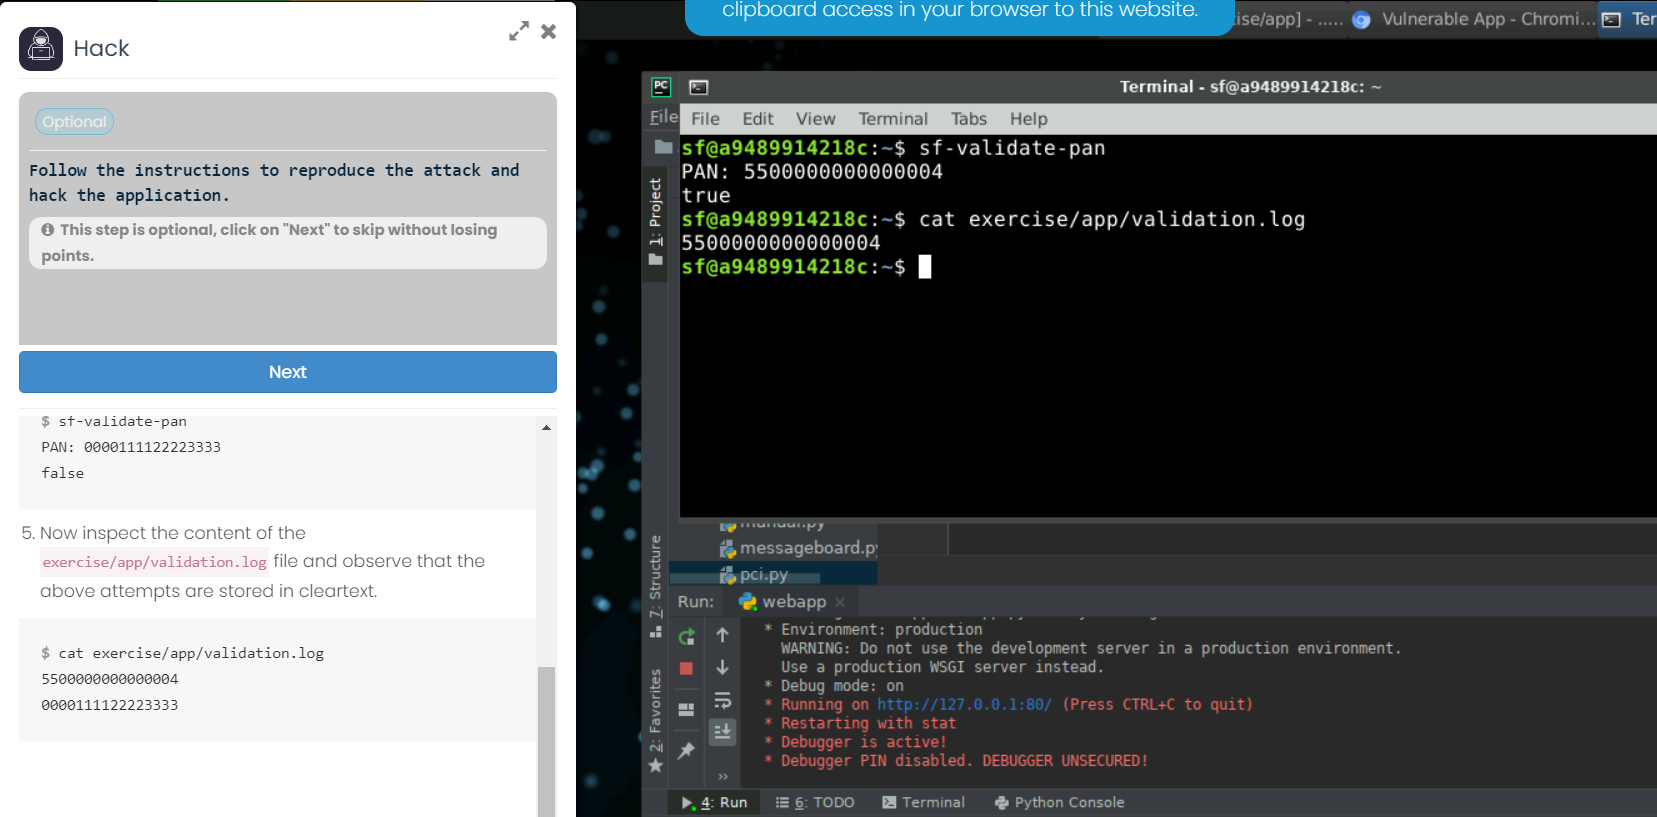 Hack
Optional
Follow the instructions to reproduce the attack and
hack the application.
This step is optional, click on "Next" to skip without losing
points.
Next
$ sf-validate-pan
PAN: 0000111122223333
false
5. Now inspect the content of the
exercise/app/validation.log file and observe that the
above attempts are stored in cleartext.
$ cat exercise/app/validation.log
5500000000000004
0000111122223333
clipboard access in your browser to this website.
ise/app] - .....
Vulnerable App - Chromi...
Ter
PC
Terminal - sf@a9489914218c: ~
File
File Edit View Terminal Tabs Help
sf@a9489914218c:~$ sf-validate-pan
PAN: 5500000000000004
true
sf@a9489914218c:~$ cat exercise/app/validation.log
5500000000000004
sf@a9489914218c:~$
1: Project
manual.py
messageboard.py
pci.py
7: Structure
2: Favorites
Run: webapp
* Environment: production
WARNING: Do not use the development server in a production environment.
Use a production WSGI server instead.
* Debug mode: on
* Running on http://127.0.0.1:80/ (Press CTRL+C to quit)
* Restarting with stat
* Debugger is active!
* Debugger PIN disabled. DEBUGGER UNSECURED!
4: Run 6: TODO Terminal Python Console